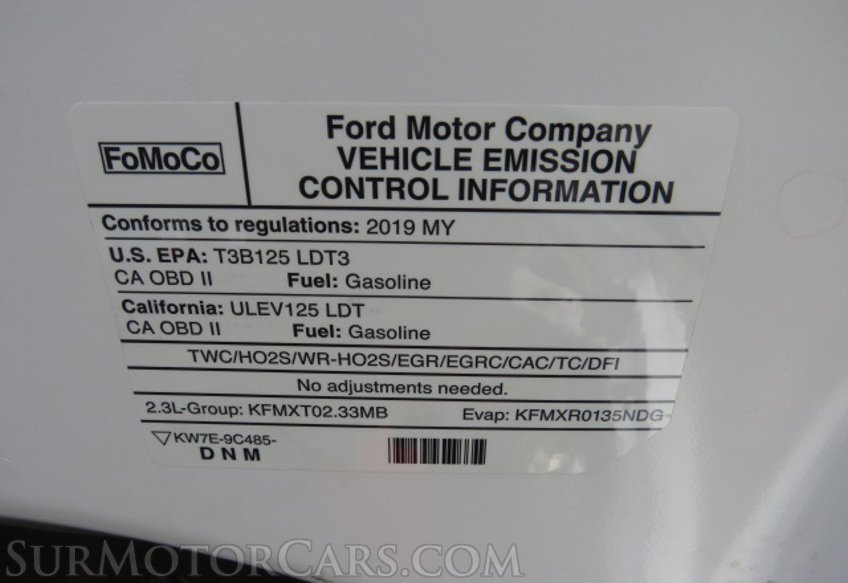 FoMoCo
Ford Motor Company
VEHICLE EMISSION
CONTROL INFORMATION
Conforms to regulations: 2019 MY
U.S. EPA: T3B125 LDT3
CA OBD II Fuel: Gasoline
California: ULEV125 LDT
CA OBD II Fuel: Gasoline
TWC/HO2S/WR-HO2S/EGR/EGRC/CAC/TC/DFI
No adjustments needed.
2.3L-Group: KFMXT02.33MB Evap: KFMXR0135NDG
KW7E-9C485-
DNM
SurMotorCars.com